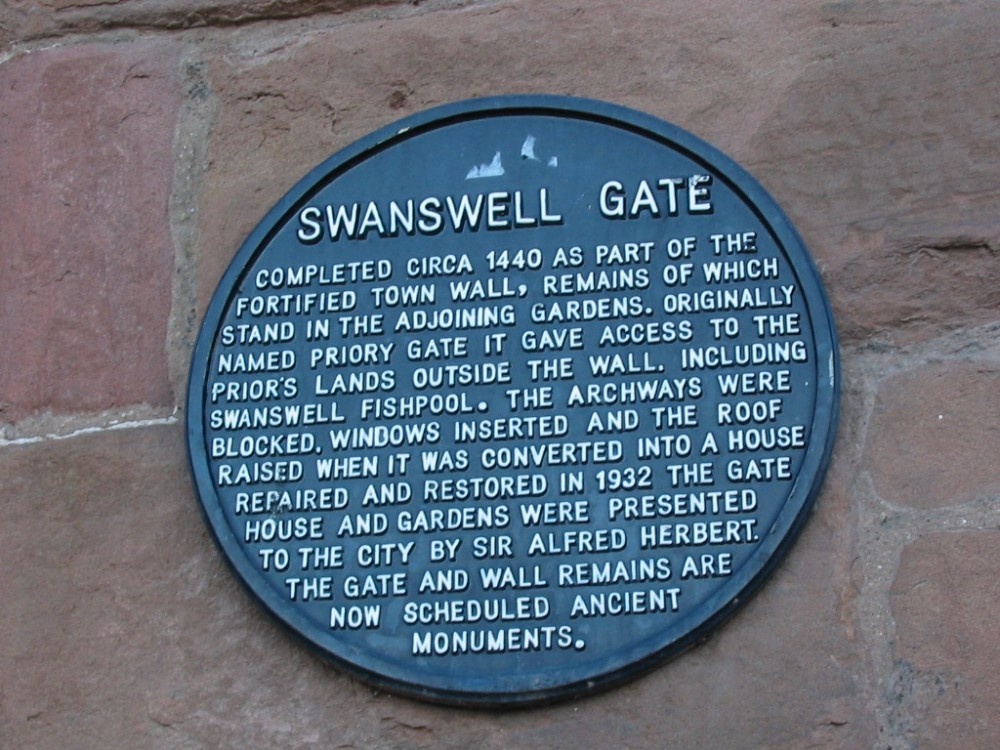 SWANSWELL GATE
COMPLETED CIRCA 1440 AS PART OF THE
FORTIFIED TOWN WALL, REMAINS OF WHICH
STAND IN THE ADJOINING GARDENS. ORIGINALLY
NAMED PRIORY GATE IT GAVE ACCESS TO THE
PRIOR'S LANDS OUTSIDE THE WALL. INCLUDING
SWANSWELL FISHPOOL. THE ARCHWAYS WERE
BLOCKED, WINDOWS INSERTED AND THE ROOF
RAISED WHEN IT WAS CONVERTED INTO A HOUSE
REPAIRED AND RESTORED IN 1932 THE GATE
HOUSE AND GARDENS WERE PRESENTED
TO THE CITY BY SIR ALFRED HERBERT.
THE GATE AND WALL REMAINS ARE
NOW SCHEDULED ANCIENT
MONUMENTS.